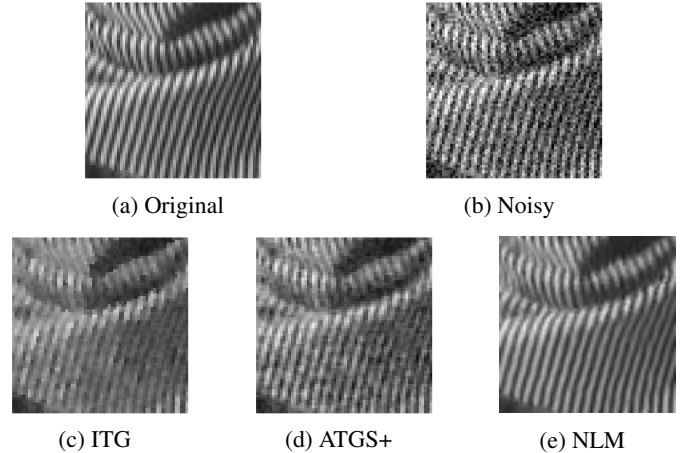 (a) Original
(b) Noisy
(c) ITG
(d) ATGS+
(e) NLM